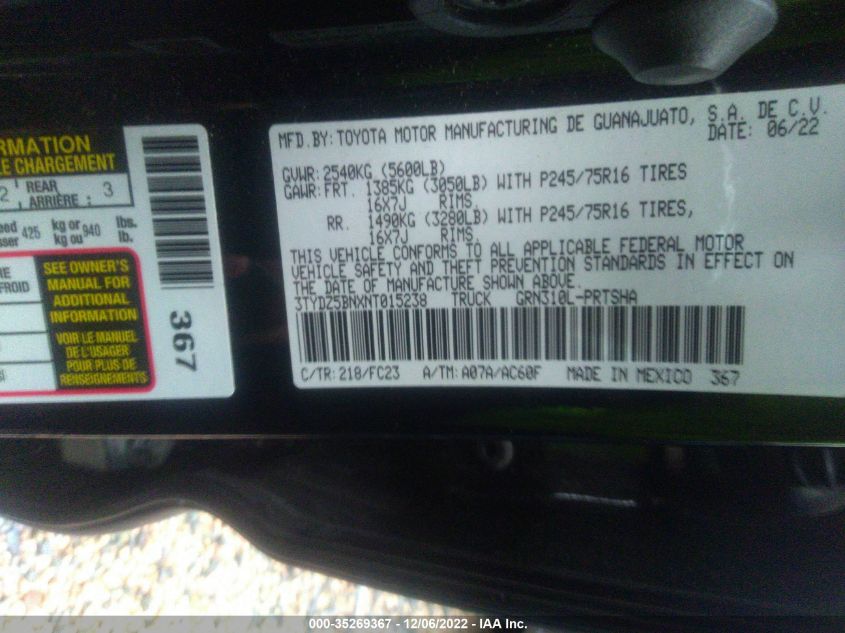 RMATION
LE CHARGEMENT
2 REAR ARRIÈRE : 3
425 kg or kg ou 940 lbs. lb.
SEE OWNER'S
MANUAL FOR
ADDITIONAL
INFORMATION
VOIR LE MANUEL
DE L'USAGER
POUR PLUS DE
RENSEIGNEMENTS
367
MFD. BY: TOYOTA MOTOR MANUFACTURING DE GUANAJUATO, S.A. DE C.V.
DATE: 06/22
GVWR: 2540KG (5600LB)
GAWR: FRT. 1385KG (3050LB) WITH P245/75R16 TIRES
16X7J RIMS,
RR. 1490KG (3280LB) WITH P245/75R16 TIRES,
16X7J RIMS.
THIS VEHICLE CONFORMS TO ALL APPLICABLE FEDERAL MOTOR
VEHICLE SAFETY AND THEFT PREVENTION STANDARDS IN EFFECT ON
THE DATE OF MANUFACTURE SHOWN ABOVE.
3TYDZ5BNXNT015238 TRUCK GRN310L-PRTSHA
C/TR: 218/FC23 A/TM: A07A/AC60F MADE IN MEXICO 367
000-35269367 - 12/06/2022 - IAA Inc.